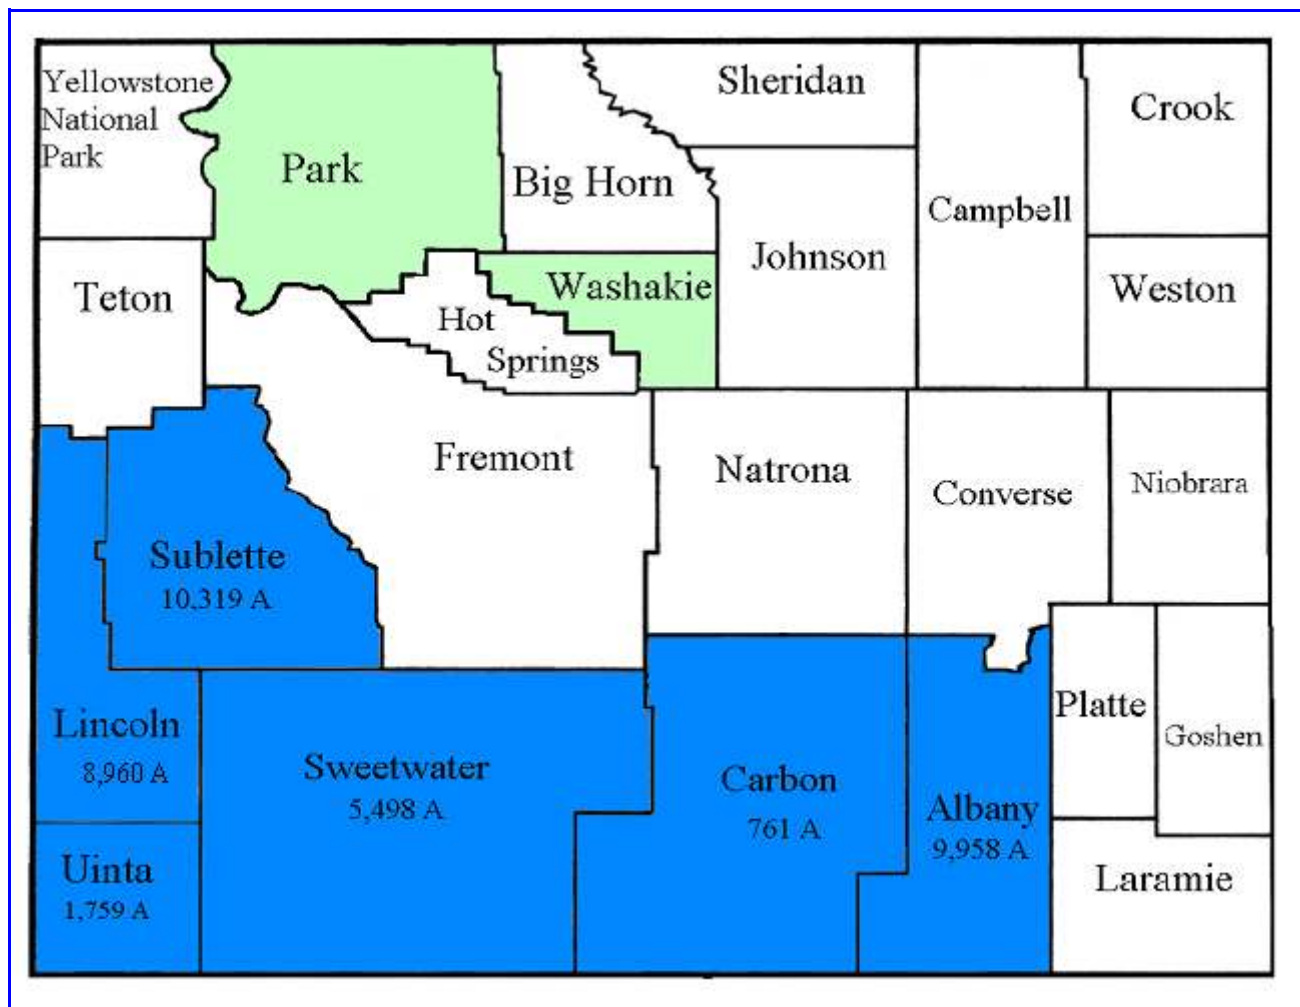 Yellowstone
National
Park
Park
Big Horn
Sheridan
Crook
Campbell
Johnson
Teton
Washakie
Weston
Hot
Springs
Fremont
Natrona
Converse
Niobrara
Sublette
10,319 A
Lincoln
8,960 A
Sweetwater
5,498 A
Carbon
761 A
Albany
9,958 A
Platte
Goshen
Uinta
1,759 A
Laramie